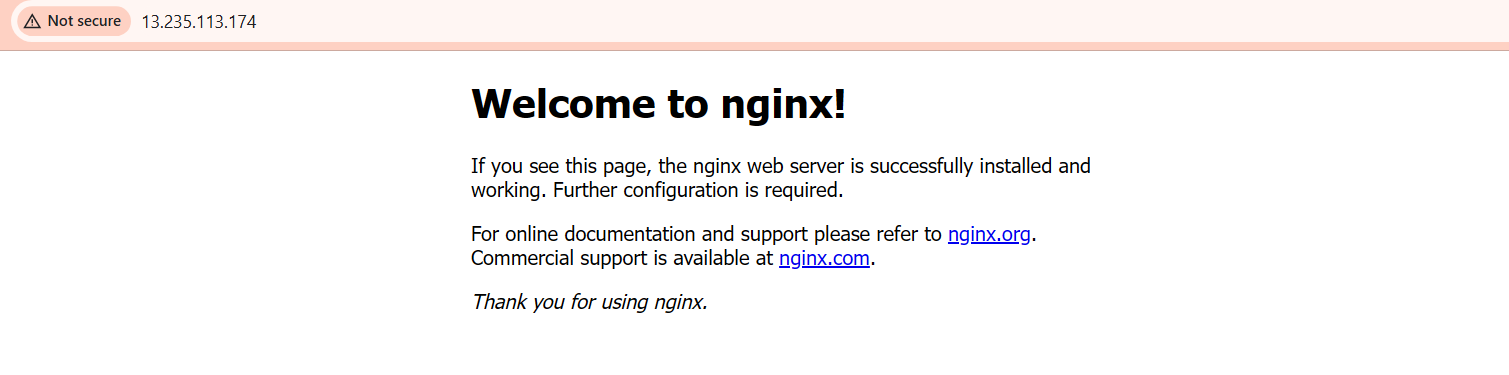 Not secure 13.235.113.174
Welcome to nginx!
If you see this page, the nginx web server is successfully installed and
working. Further configuration is required.
For online documentation and support please refer to nginx.org.
Commercial support is available at nginx.com.
Thank you for using nginx.